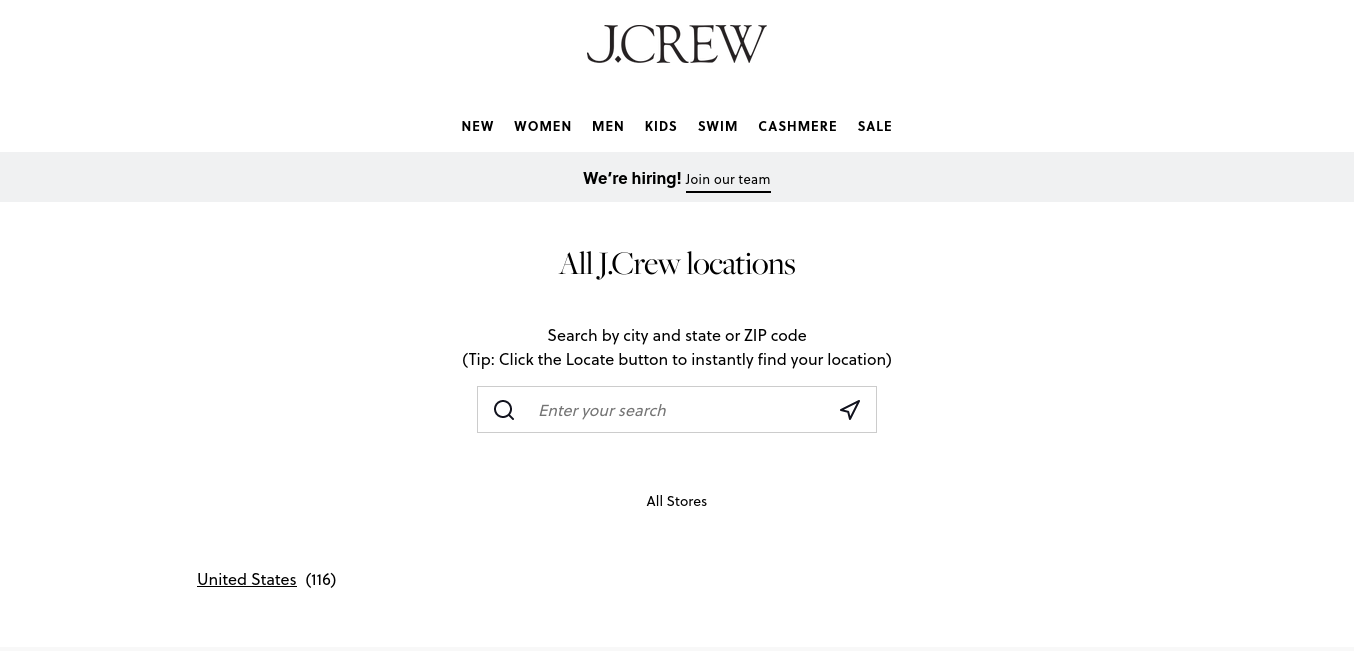 J.CREW
NEW WOMEN MEN KIDS SWIM CASHMERE SALE
We're hiring! Join our team
All J.Crew locations
Search by city and state or ZIP code
(Tip: Click the Locate button to instantly find your location)
Enter your search
All Stores
United States (116)